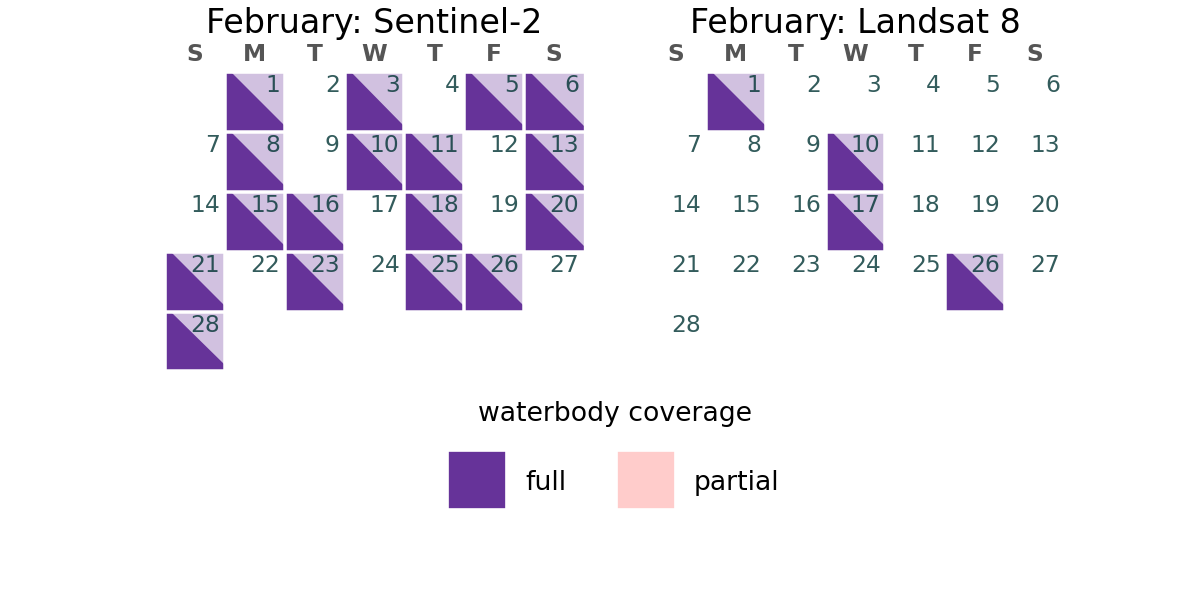 February: Sentinel-2
S M T W T F S
1 2 3 4 5 6
7 8 9 10 11 12 13
14 15 16 17 18 19 20
21 22 23 24 25 26 27
28
February: Landsat 8
S M T W T F S
1 2 3 4 5 6
7 8 9 10 11 12 13
14 15 16 17 18 19 20
21 22 23 24 25 26 27
28
waterbody coverage
full partial